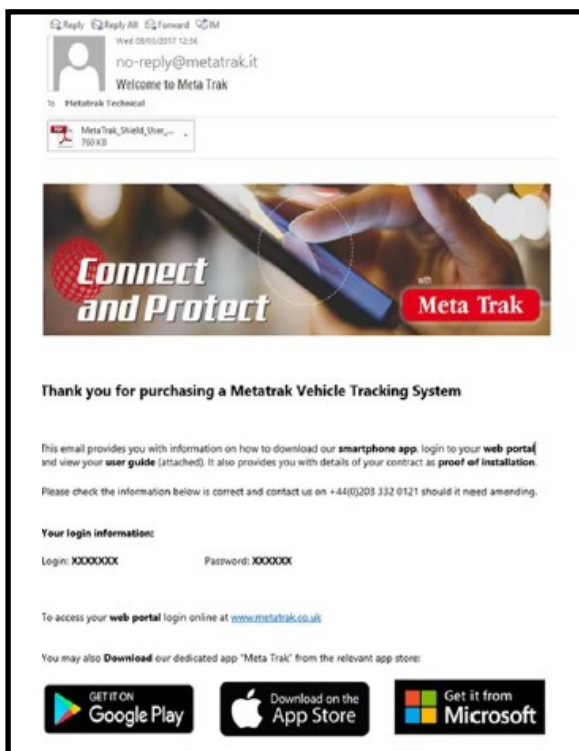 Reply Reply All Forward IM
Wed 08/03/2017 12:36
no-reply@metatrak.it
Welcome to Meta Trak
To Metatrak Technical
MetaTrak_Shield_User_...
760 KB
Connect
and Protect
with
Meta Trak
Thank you for purchasing a Metatrak Vehicle Tracking System
This email provides you with information on how to download our smartphone app, login to your web portal
and view your user guide (attached). It also provides you with details of your contract as proof of installation.
Please check the information below is correct and contact us on +44(0)203 332 0121 should it need amending.
Your login information:
Login: XXXXXXX Password: XXXXXX
To access your web portal login online at www.metatrak.co.uk
You may also Download our dedicated app "Meta Trak" from the relevant app store:
GET IT ON
Google Play
Download on the
App Store
Get it from
Microsoft